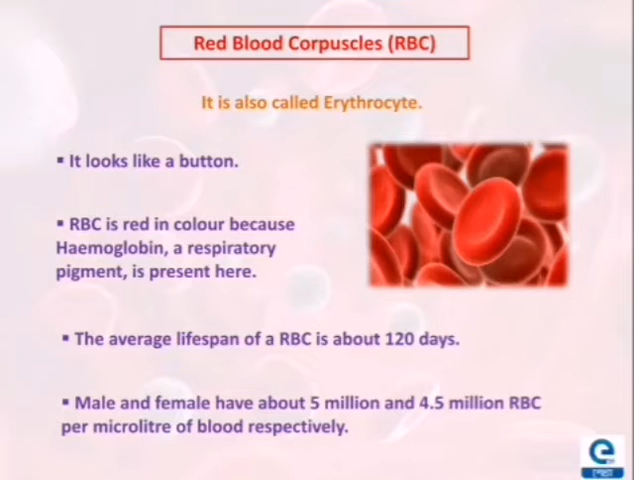 Red Blood Corpuscles (RBC)
It is also called Erythrocyte.
▪ It looks like a button.
▪ RBC is red in colour because
Haemoglobin, a respiratory
pigment, is present here.
▪ The average lifespan of a RBC is about 120 days.
▪ Male and female have about 5 million and 4.5 million RBC
per microlitre of blood respectively.